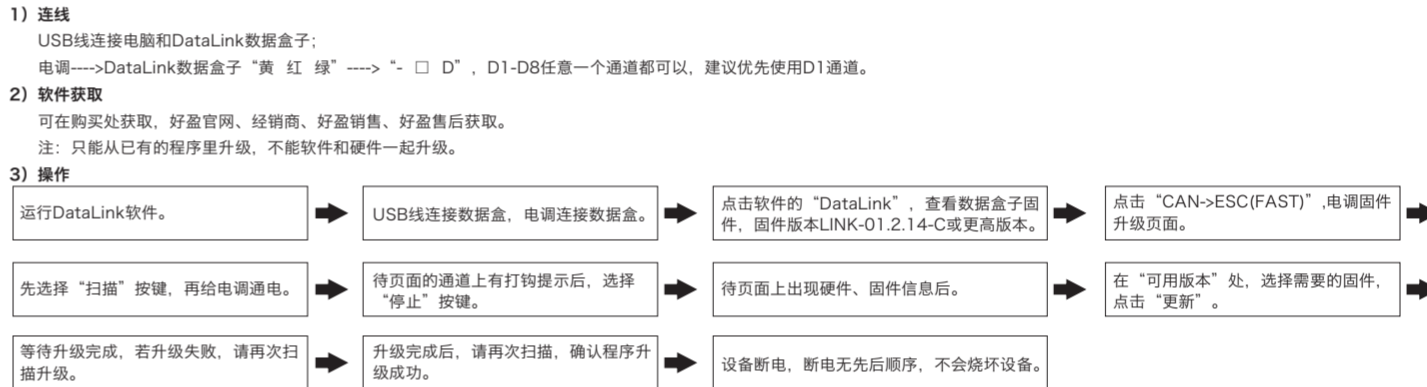 1）连线
USB线连接电脑和DataLink数据盒子；
电调---->DataLink数据盒子“黄 红 绿”---->“- □ D”，D1-D8任意一个通道都可以，建议优先使用D1通道。
2）软件获取
可在购买处获取，好盈官网、经销商、好盈销售、好盈售后获取。
注：只能从已有的程序里升级，不能软件和硬件一起升级。
3）操作
运行DataLink软件。
USB线连接数据盒，电调连接数据盒。
点击软件的“DataLink”，查看数据盒子固
件，固件版本LINK-01.2.14-C或更高版本。
点击“CAN->ESC(FAST)”,电调固件
升级页面。
先选择“扫描”按键，再给电调通电。
待页面的通道上有打钩提示后，选择
“停止”按键。
待页面上出现硬件、固件信息后。
在“可用版本”处，选择需要的固件，
点击“更新”。
等待升级完成，若升级失败，请再次扫
描升级。
升级完成后，请再次扫描，确认程序升
级成功。
设备断电，断电无先后顺序，不会烧坏设备。